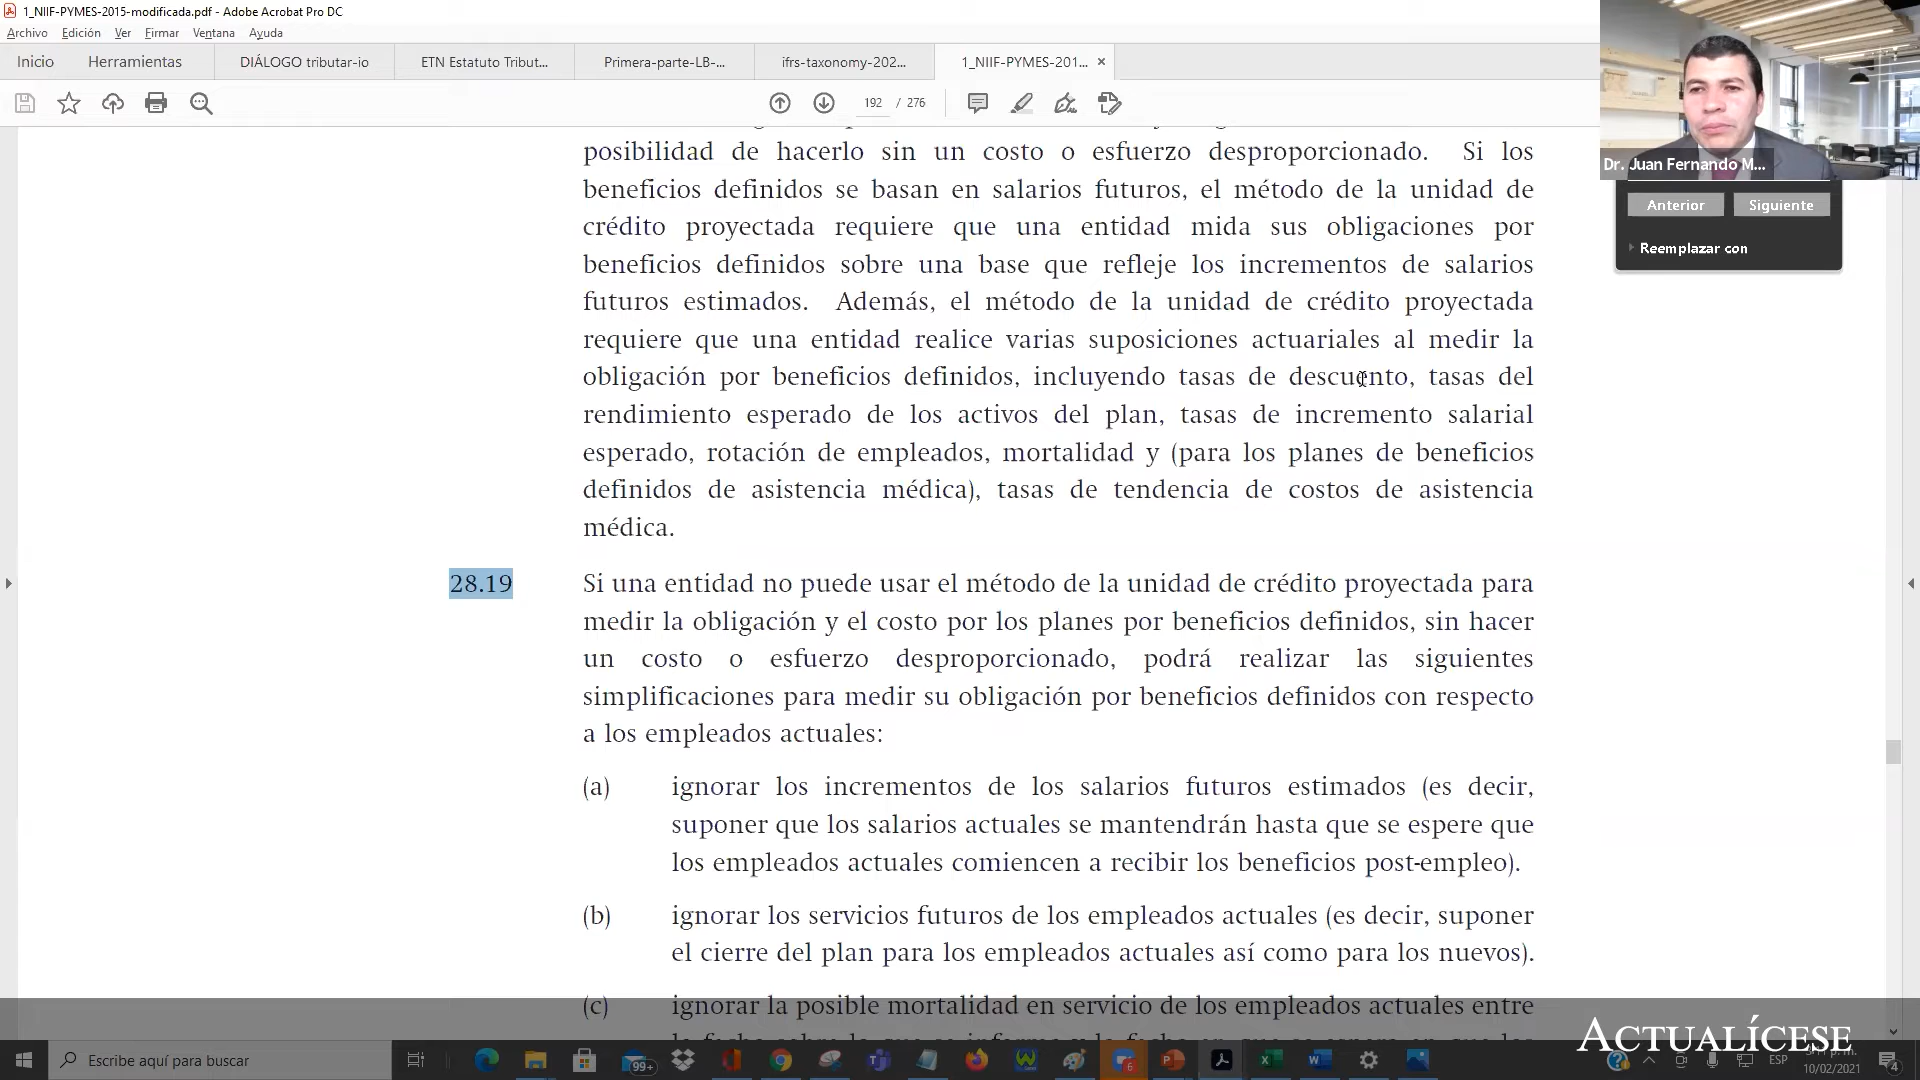 1_NIIF-PYMES-2015-modificada.pdf - Adobe Acrobat Pro DC
Archivo Edición Ver Firmar Ventana Ayuda
Inicio Herramientas DIÁLOGO tributar-io ETN Estatuto Tribut... Primera-parte-LB-... ifrs-taxonomy-202... 1_NIIF-PYMES-201... ×
192 / 276
Dr. Juan Fernando M...
Anterior Siguiente
Reemplazar con
posibilidad de hacerlo sin un costo o esfuerzo desproporcionado. Si los
beneficios definidos se basan en salarios futuros, el método de la unidad de
crédito proyectada requiere que una entidad mida sus obligaciones por
beneficios definidos sobre una base que refleje los incrementos de salarios
futuros estimados. Además, el método de la unidad de crédito proyectada
requiere que una entidad realice varias suposiciones actuariales al medir la
obligación por beneficios definidos, incluyendo tasas de descuento, tasas del
rendimiento esperado de los activos del plan, tasas de incremento salarial
esperado, rotación de empleados, mortalidad y (para los planes de beneficios
definidos de asistencia médica), tasas de tendencia de costos de asistencia
médica.
28.19 Si una entidad no puede usar el método de la unidad de crédito proyectada para
medir la obligación y el costo por los planes por beneficios definidos, sin hacer
un costo o esfuerzo desproporcionado, podrá realizar las siguientes
simplificaciones para medir su obligación por beneficios definidos con respecto
a los empleados actuales:
(a) ignorar los incrementos de los salarios futuros estimados (es decir,
suponer que los salarios actuales se mantendrán hasta que se espere que
los empleados actuales comiencen a recibir los beneficios post-empleo).
(b) ignorar los servicios futuros de los empleados actuales (es decir, suponer
el cierre del plan para los empleados actuales así como para los nuevos).
(c) ignorar la posible mortalidad en servicio de los empleados actuales entre
ACTUALÍCESE
Escribe aquí para buscar
99+
6
ESP
10/02/2021
4